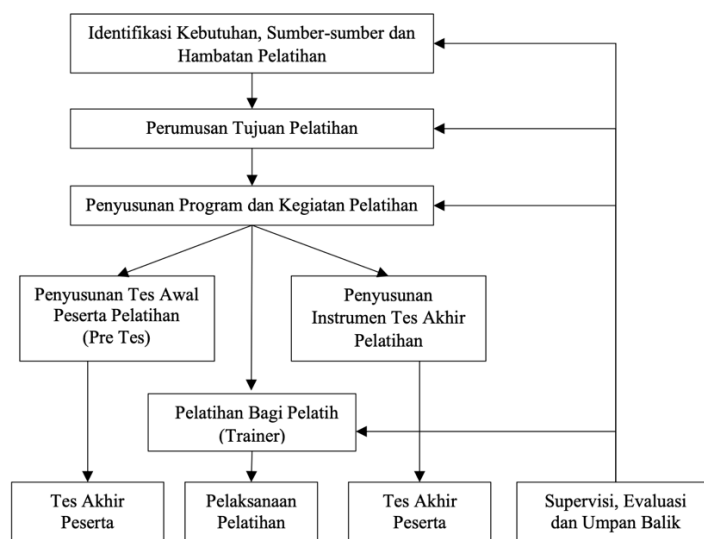 Identifikasi Kebutuhan, Sumber-sumber dan
Hambatan Pelatihan
Perumusan Tujuan Pelatihan
Penyusunan Program dan Kegiatan Pelatihan
Penyusunan Tes Awal
Peserta Pelatihan
(Pre Tes)
Penyusunan
Instrumen Tes Akhir
Pelatihan
Pelatihan Bagi Pelatih
(Trainer)
Tes Akhir
Peserta
Pelaksanaan
Pelatihan
Tes Akhir
Peserta
Supervisi, Evaluasi
dan Umpan Balik